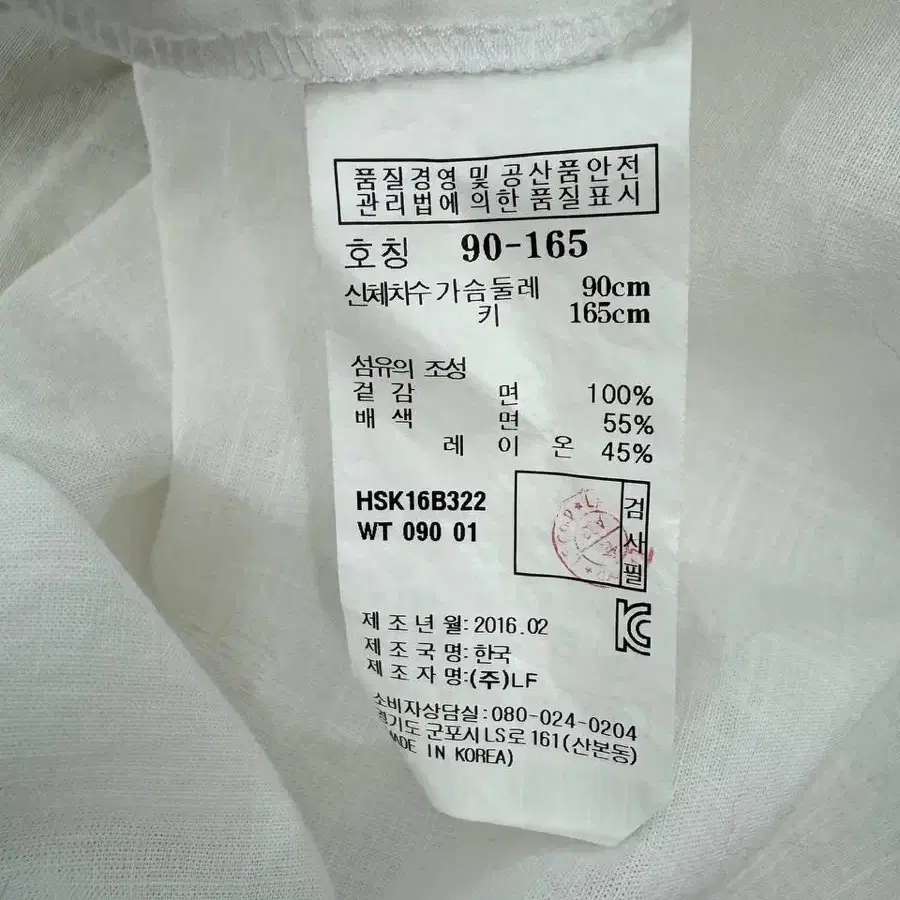 품질경영 및 공산품안전
관리법에 의한 품질표시
호칭 90-165
신체치수 가슴둘레 90cm
키 165cm
섬유의 조성
겉감 면 100%
배색 면 55%
레이온 45%
HSK16B322
WT 090 01
검사필
제조년월: 2016.02
제조국명: 한국
제조자명: (주)LF
소비자상담실: 080-024-0204
경기도 군포시 LS로 161(산본동)
MADE IN KOREA)